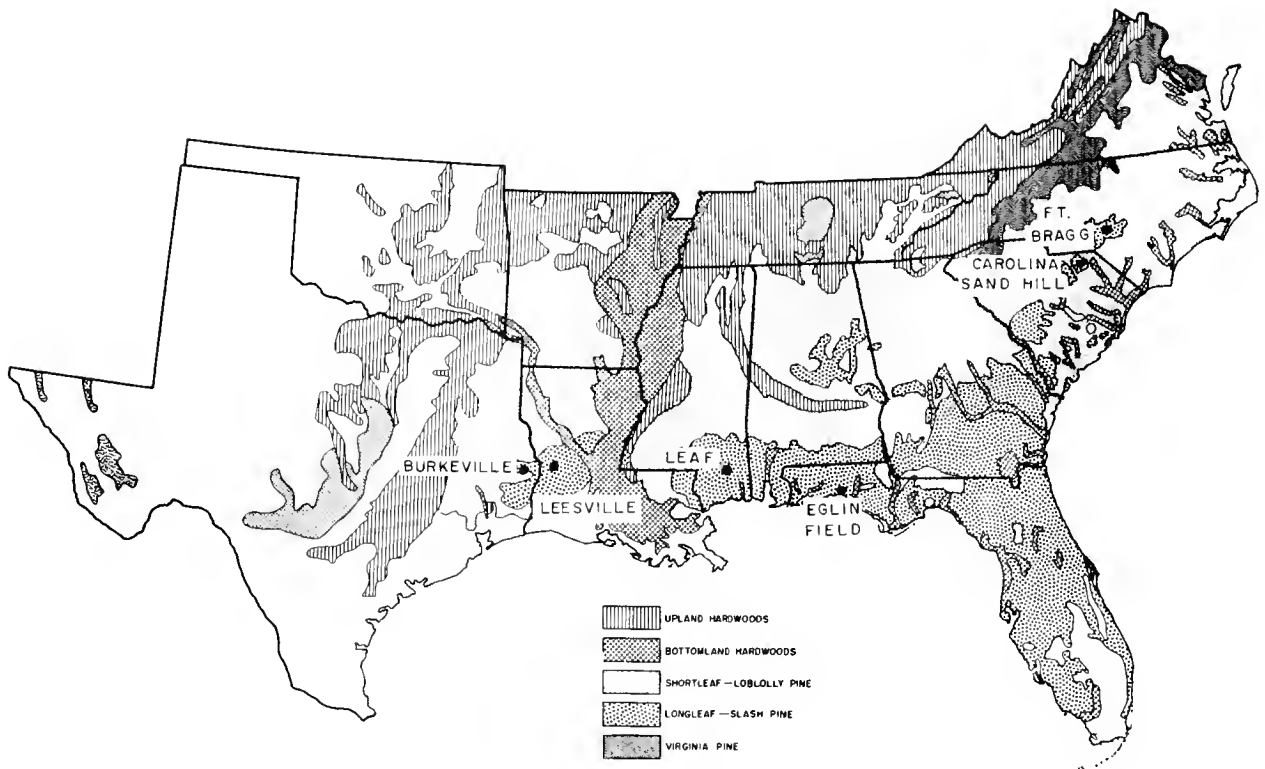 FT.
BRAGG
CAROLINA
SAND HILL
BURKEVILLE
LEAF
LEESVILLE
EGLIN
FIELD
UPLAND HARDWOODS
BOTTOMLAND HARDWOODS
SHORTLEAF-LOBLOLLY PINE
LONGLEAF-SLASH PINE
VIRGINIA PINE